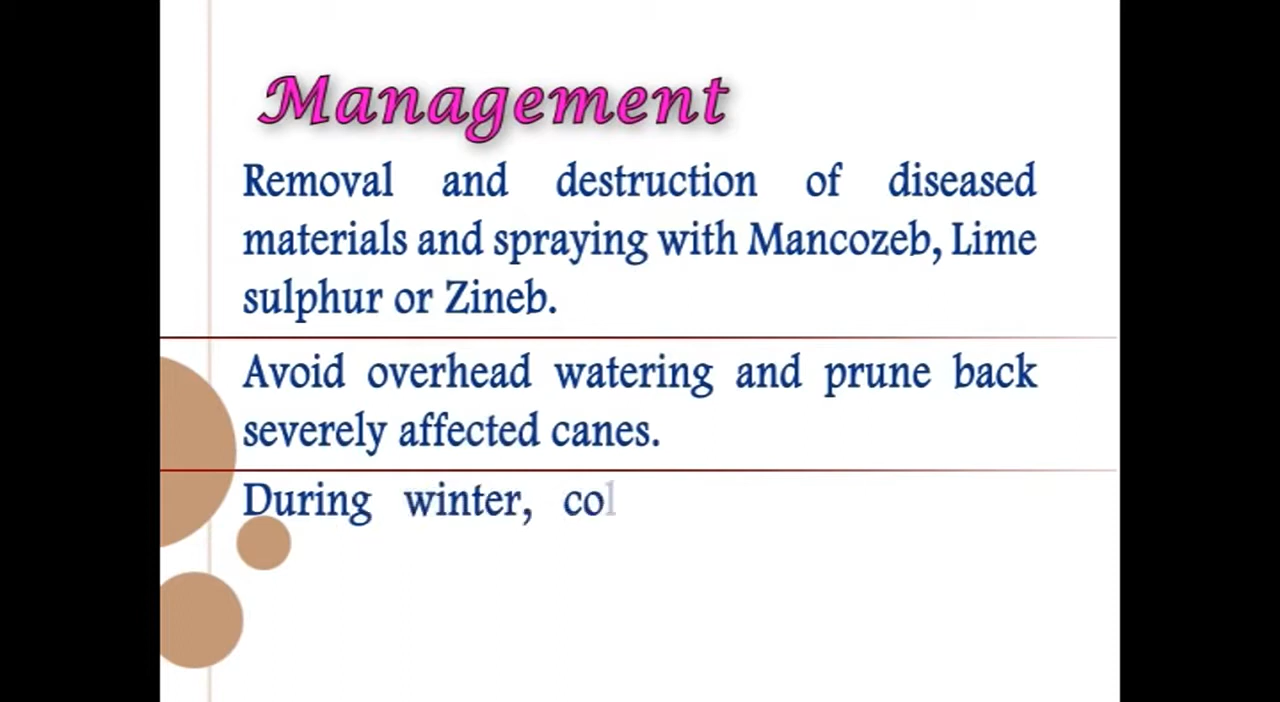 Management
Removal and destruction of diseased
materials and spraying with Mancozeb, Lime
sulphur or Zineb.
Avoid overhead watering and prune back
severely affected canes.
During winter, col